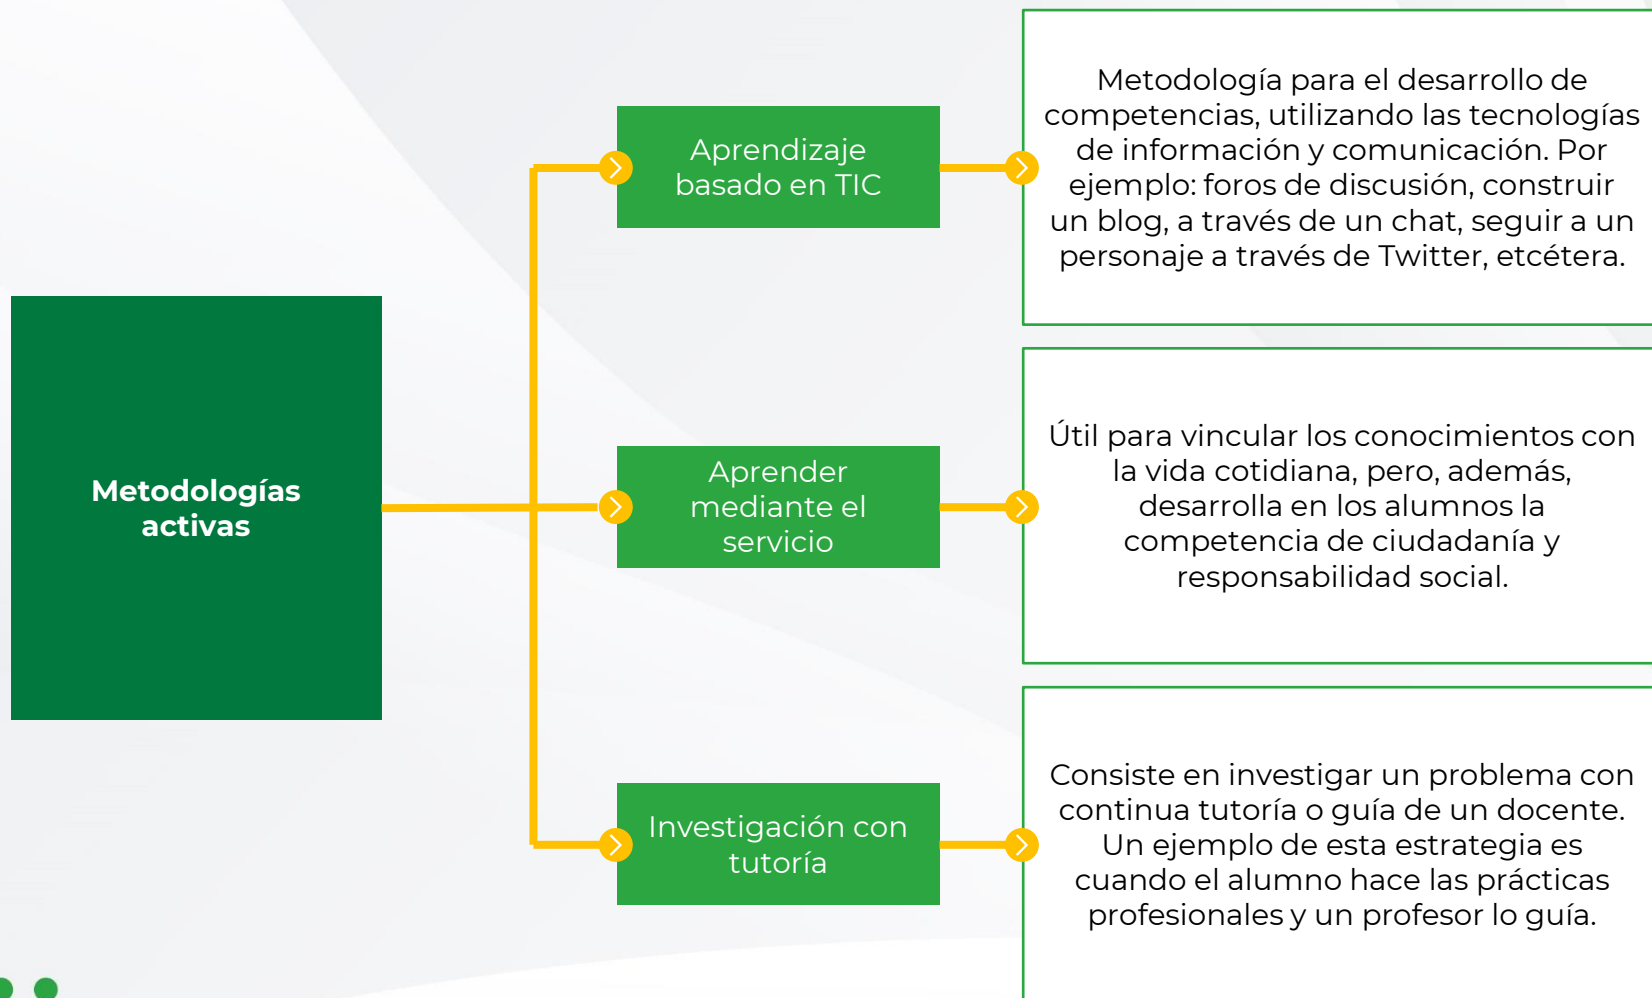 Metodologías
activas
Aprendizaje
basado en TIC
Metodología para el desarrollo de
competencias, utilizando las tecnologías
de información y comunicación. Por
ejemplo: foros de discusión, construir
un blog, a través de un chat, seguir a un
personaje a través de Twitter, etcétera.
Aprender
mediante el
servicio
Útil para vincular los conocimientos con
la vida cotidiana, pero, además,
desarrolla en los alumnos la
competencia de ciudadanía y
responsabilidad social.
Investigación con
tutoría
Consiste en investigar un problema con
continua tutoría o guía de un docente.
Un ejemplo de esta estrategia es
cuando el alumno hace las prácticas
profesionales y un profesor lo guía.